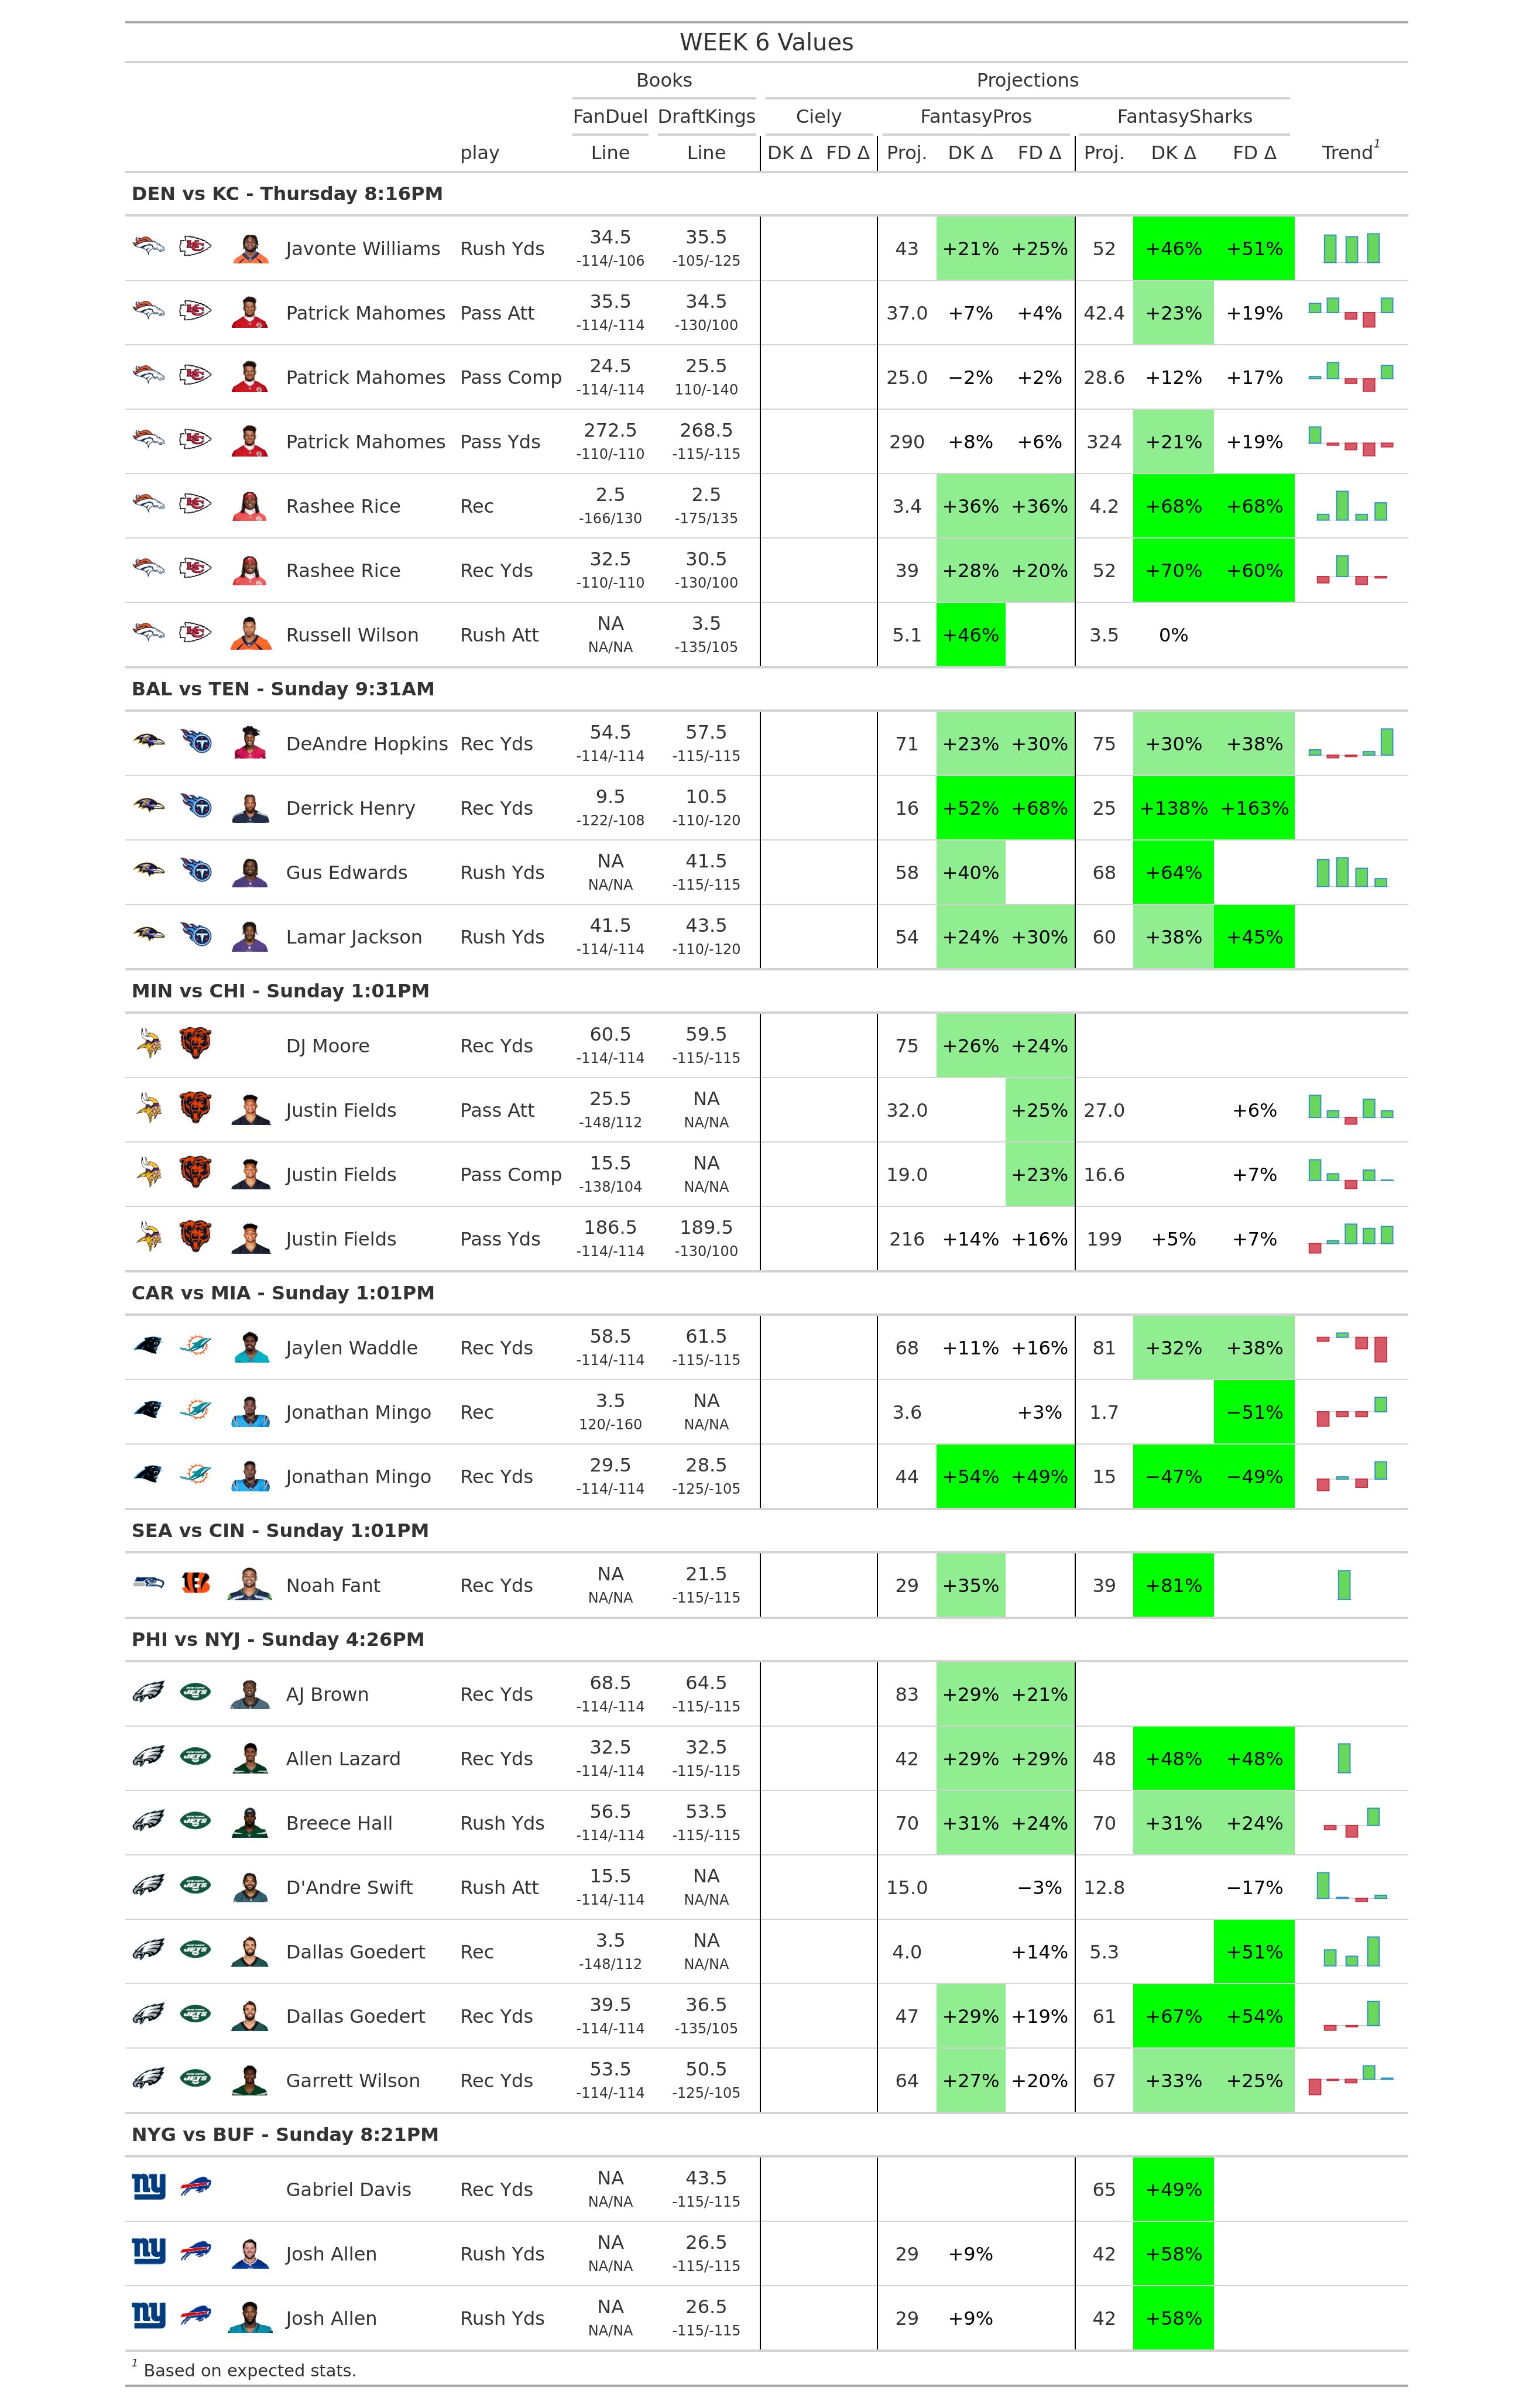 WEEK 6 Values
Books Projections
FanDuel DraftKings Ciely FantasyPros FantasySharks
play Line Line DK Δ FD Δ Proj. DK Δ FD Δ Proj. DK Δ FD Δ Trend1
DEN vs KC - Thursday 8:16PM
Javonte Williams Rush Yds 34.5 35.5 43 +21% +25% 52 +46% +51%
-114/-106 -105/-125
Patrick Mahomes Pass Att 35.5 34.5 37.0 +7% +4% 42.4 +23% +19%
-114/-114 -130/100
Patrick Mahomes Pass Comp 24.5 25.5 25.0 −2% +2% 28.6 +12% +17%
-114/-114 110/-140
Patrick Mahomes Pass Yds 272.5 268.5 290 +8% +6% 324 +21% +19%
-110/-110 -115/-115
Rashee Rice Rec 2.5 2.5 3.4 +36% +36% 4.2 +68% +68%
-166/130 -175/135
Rashee Rice Rec Yds 32.5 30.5 39 +28% +20% 52 +70% +60%
-110/-110 -130/100
Russell Wilson Rush Att NA 3.5 5.1 +46% 3.5 0%
NA/NA -135/105
BAL vs TEN - Sunday 9:31AM
DeAndre Hopkins Rec Yds 54.5 57.5 71 +23% +30% 75 +30% +38%
-114/-114 -115/-115
Derrick Henry Rec Yds 9.5 10.5 16 +52% +68% 25 +138% +163%
-122/-108 -110/-120
Gus Edwards Rush Yds NA 41.5 58 +40% 68 +64%
NA/NA -115/-115
Lamar Jackson Rush Yds 41.5 43.5 54 +24% +30% 60 +38% +45%
-114/-114 -110/-120
MIN vs CHI - Sunday 1:01PM
DJ Moore Rec Yds 60.5 59.5 75 +26% +24%
-114/-114 -115/-115
Justin Fields Pass Att 25.5 NA 32.0 +25% 27.0 +6%
-148/112 NA/NA
Justin Fields Pass Comp 15.5 NA 19.0 +23% 16.6 +7%
-138/104 NA/NA
Justin Fields Pass Yds 186.5 189.5 216 +14% +16% 199 +5% +7%
-114/-114 -130/100
CAR vs MIA - Sunday 1:01PM
Jaylen Waddle Rec Yds 58.5 61.5 68 +11% +16% 81 +32% +38%
-114/-114 -115/-115
Jonathan Mingo Rec 3.5 NA 3.6 +3% 1.7 −51%
120/-160 NA/NA
Jonathan Mingo Rec Yds 29.5 28.5 44 +54% +49% 15 −47% −49%
-114/-114 -125/-105
SEA vs CIN - Sunday 1:01PM
Noah Fant Rec Yds NA 21.5 29 +35% 39 +81%
NA/NA -115/-115
PHI vs NYJ - Sunday 4:26PM
AJ Brown Rec Yds 68.5 64.5 83 +29% +21%
-114/-114 -115/-115
Allen Lazard Rec Yds 32.5 32.5 42 +29% +29% 48 +48% +48%
-114/-114 -115/-115
Breece Hall Rush Yds 56.5 53.5 70 +31% +24% 70 +31% +24%
-114/-114 -115/-115
D'Andre Swift Rush Att 15.5 NA 15.0 −3% 12.8 −17%
-114/-114 NA/NA
Dallas Goedert Rec 3.5 NA 4.0 +14% 5.3 +51%
-148/112 NA/NA
Dallas Goedert Rec Yds 39.5 36.5 47 +29% +19% 61 +67% +54%
-114/-114 -135/105
Garrett Wilson Rec Yds 53.5 50.5 64 +27% +20% 67 +33% +25%
-114/-114 -125/-105
NYG vs BUF - Sunday 8:21PM
Gabriel Davis Rec Yds NA 43.5 65 +49%
NA/NA -115/-115
Josh Allen Rush Yds NA 26.5 29 +9% 42 +58%
NA/NA -115/-115
Josh Allen Rush Yds NA 26.5 29 +9% 42 +58%
NA/NA -115/-115
1 Based on expected stats.